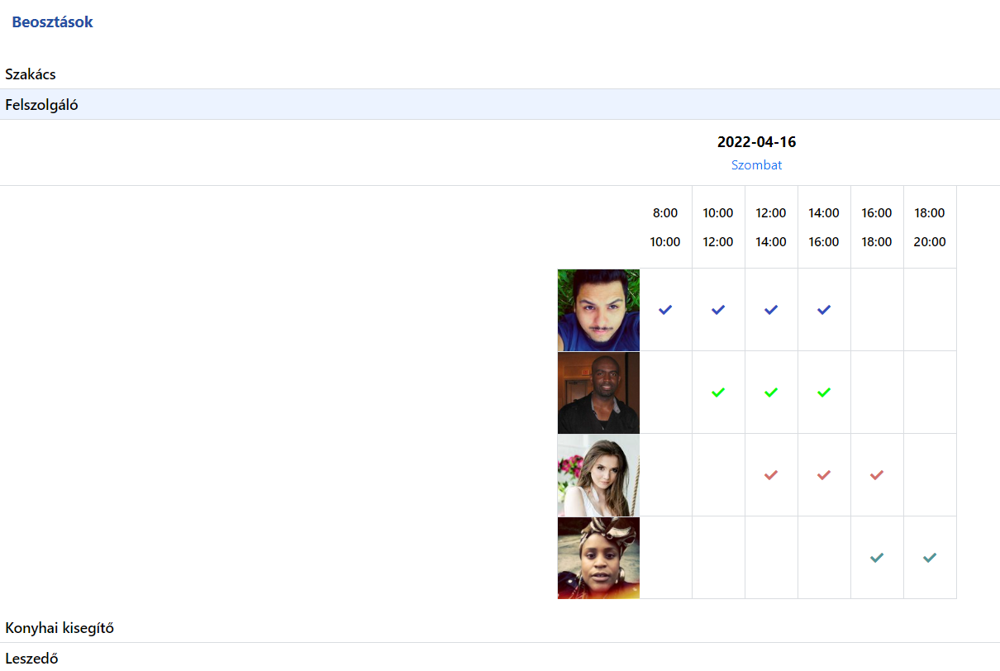 Beosztások
Szakács
Felszolgáló
2022-04-16
Szombat
8:00 10:00 12:00 14:00 16:00 18:00
10:00 12:00 14:00 16:00 18:00 20:00
Konyhai kisegítő
Leszedő